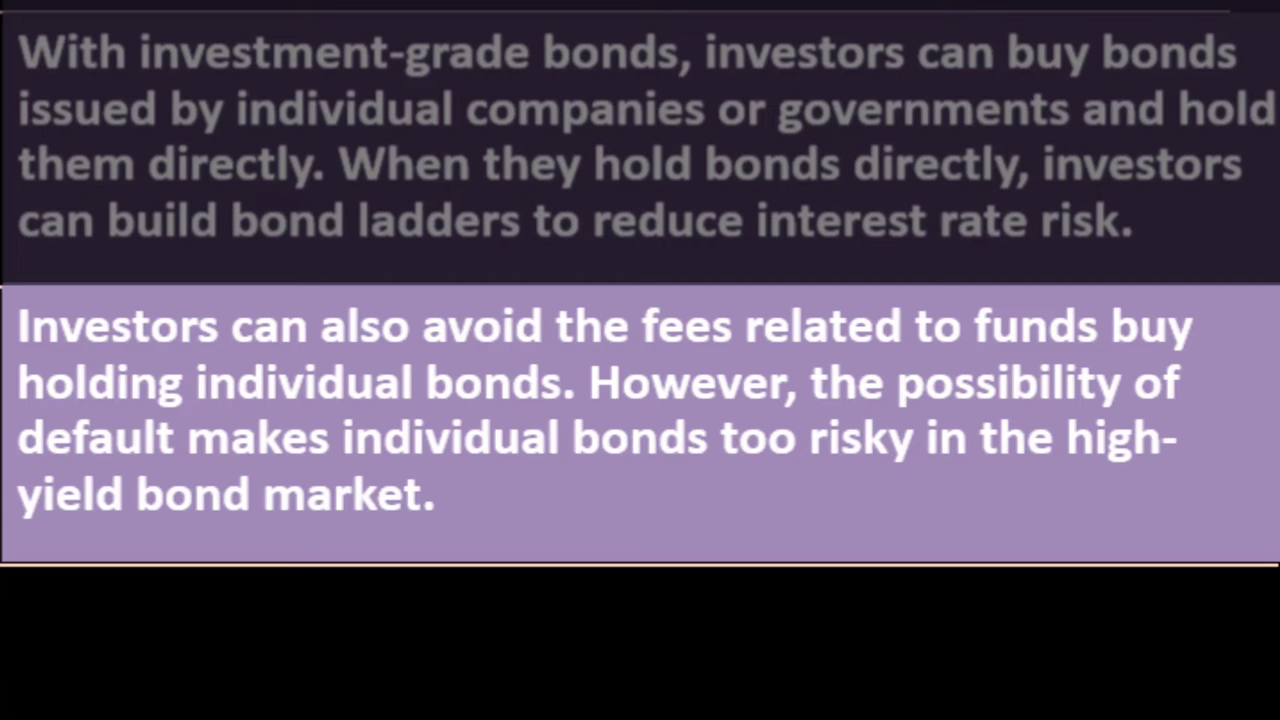 With investment-grade bonds, investors can buy bonds
issued by individual companies or governments and hold
them directly. When they hold bonds directly, investors
can build bond ladders to reduce interest rate risk.
Investors can also avoid the fees related to funds buy
holding individual bonds. However, the possibility of
default makes individual bonds too risky in the high-
yield bond market.